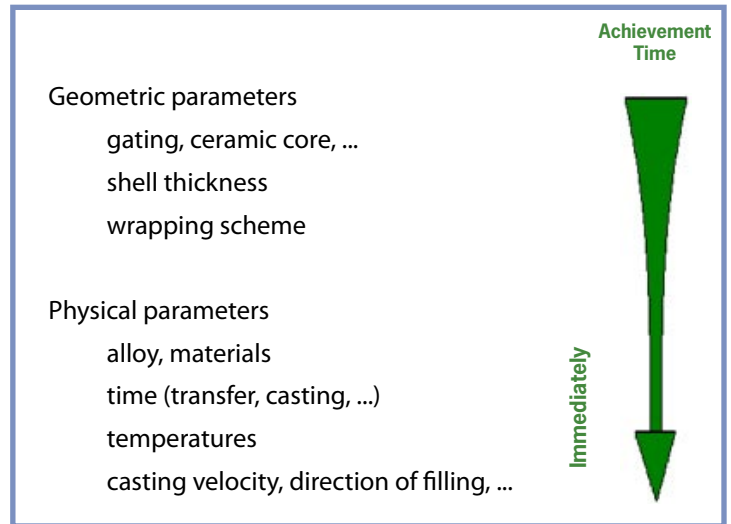 Achievement
Time
Geometric parameters
gating, ceramic core, ...
shell thickness
wrapping scheme
Physical parameters
alloy, materials
time (transfer, casting, ...)
temperatures
casting velocity, direction of filling, ...
Immediately